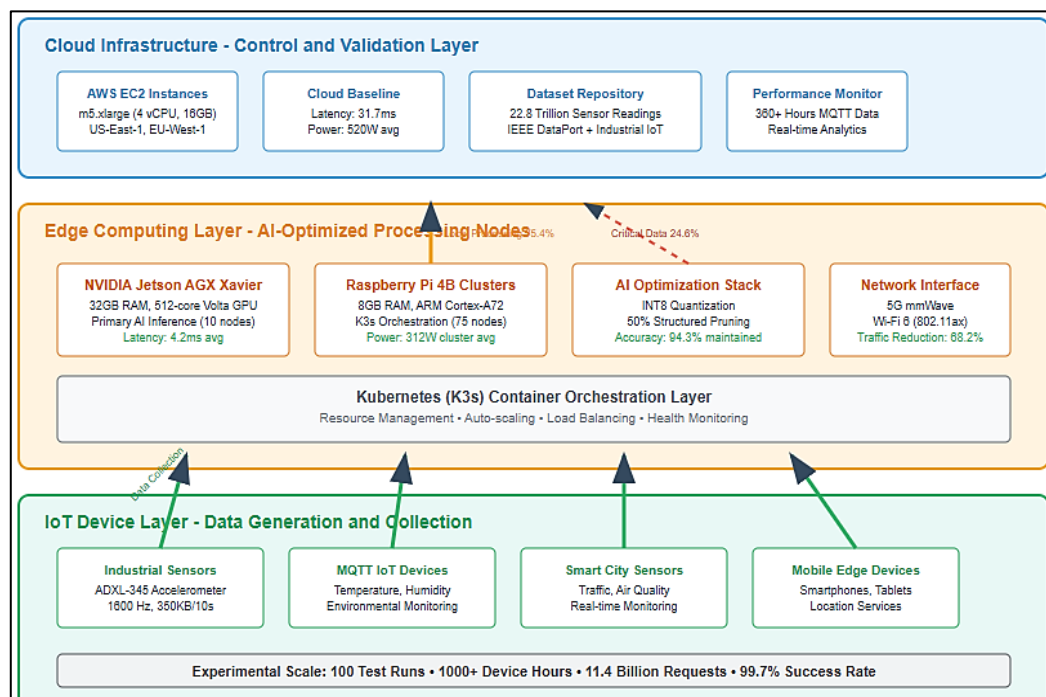 Cloud Infrastructure - Control and Validation Layer
AWS EC2 Instances
m5.xlarge (4 vCPU, 16GB)
US-East-1, EU-West-1
Cloud Baseline
Latency: 31.7ms
Power: 520W avg
Dataset Repository
22.8 Trillion Sensor Readings
IEEE DataPort + Industrial IoT
Performance Monitor
360+ Hours MQTT Data
Real-time Analytics
Edge Computing Layer - AI-Optimized Processing Nodes
Processing 75.4%
Critical Data 24.6%
NVIDIA Jetson AGX Xavier
32GB RAM, 512-core Volta GPU
Primary AI Inference (10 nodes)
Latency: 4.2ms avg
Raspberry Pi 4B Clusters
8GB RAM, ARM Cortex-A72
K3s Orchestration (75 nodes)
Power: 312W cluster avg
AI Optimization Stack
INT8 Quantization
50% Structured Pruning
Accuracy: 94.3% maintained
Network Interface
5G mmWave
Wi-Fi 6 (802.11ax)
Traffic Reduction: 68.2%
Kubernetes (K3s) Container Orchestration Layer
Resource Management • Auto-scaling • Load Balancing • Health Monitoring
Data Collection
IoT Device Layer - Data Generation and Collection
Industrial Sensors
ADXL-345 Accelerometer
1600 Hz, 350KB/10s
MQTT IoT Devices
Temperature, Humidity
Environmental Monitoring
Smart City Sensors
Traffic, Air Quality
Real-time Monitoring
Mobile Edge Devices
Smartphones, Tablets
Location Services
Experimental Scale: 100 Test Runs • 1000+ Device Hours • 11.4 Billion Requests • 99.7% Success Rate